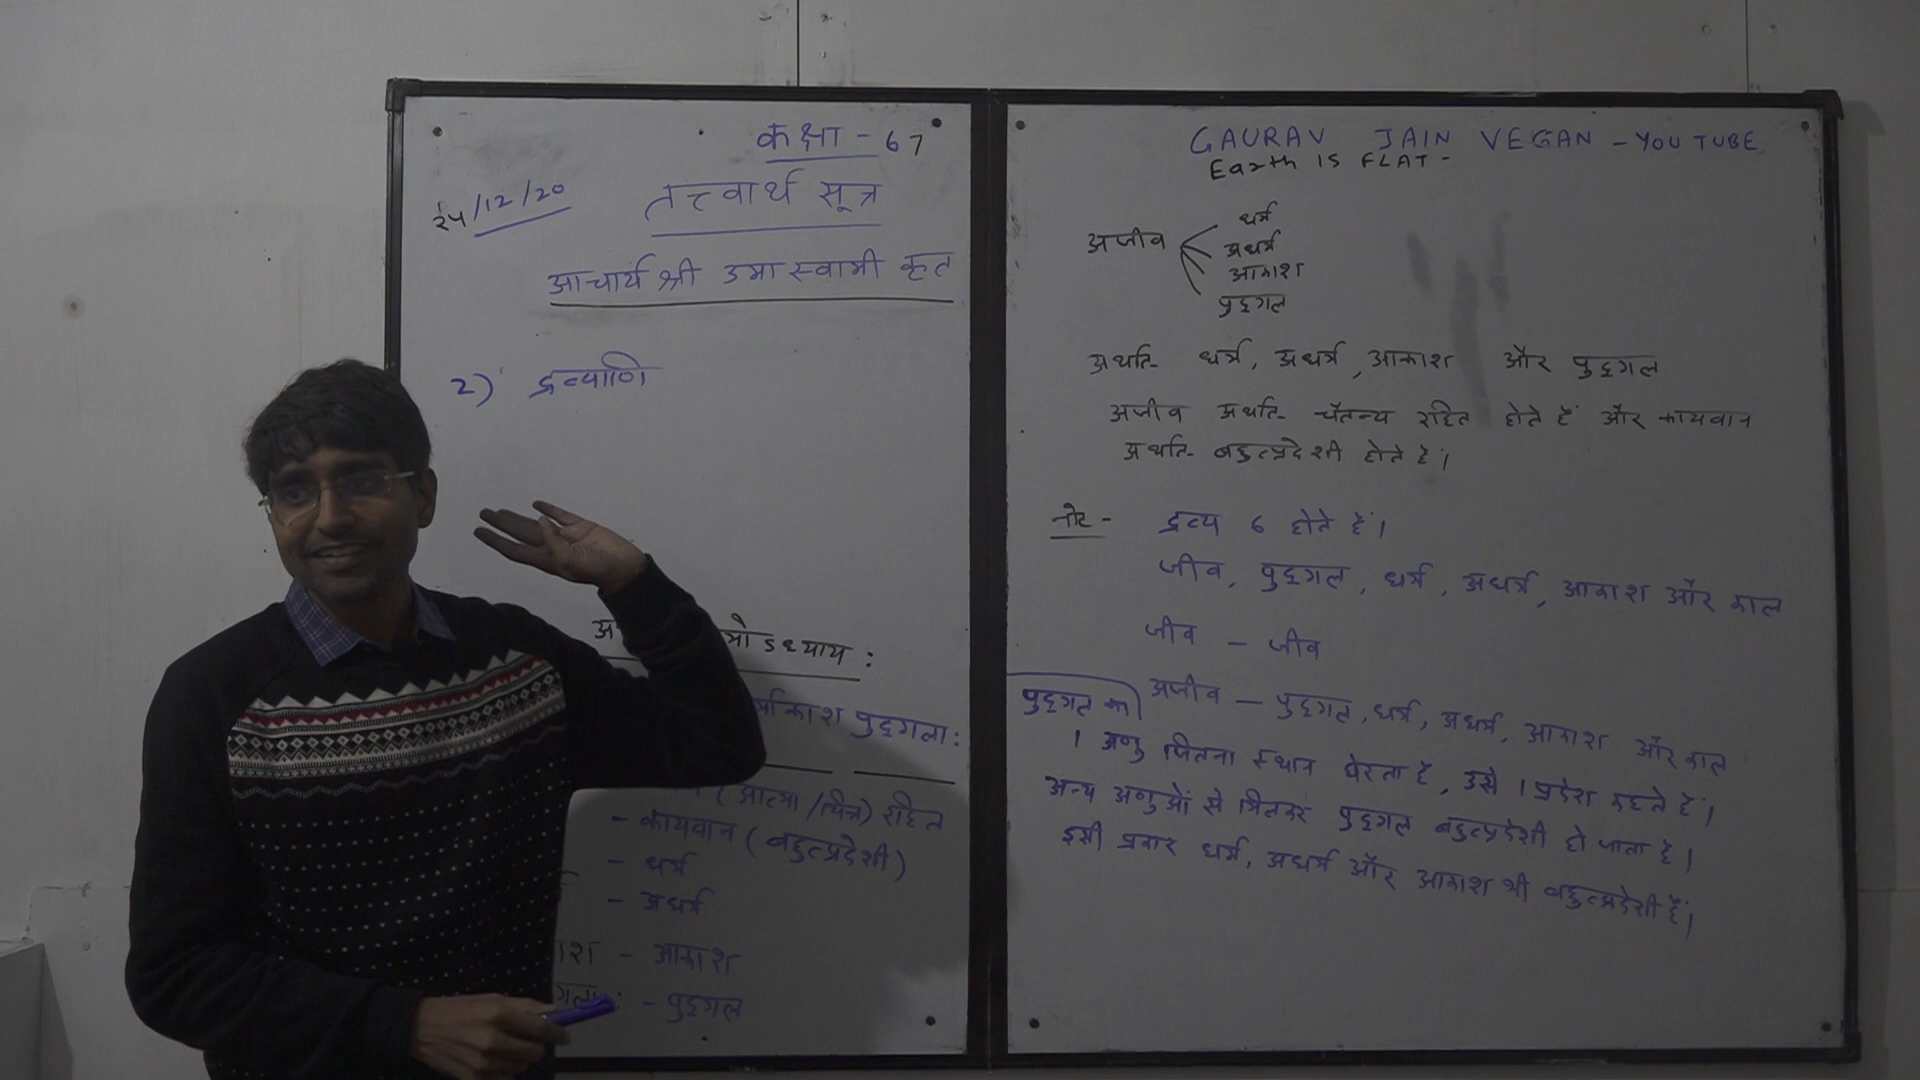 कक्षा - 67
25/12/20
तत्त्वार्थ सूत्र
आचार्य श्री उमास्वामी कृत
2) द्रव्याणि
ऽध्याय :
पुद्गलाः
(आत्मा/चित्त) रहित
- कायवान (बहुत्प्रदेशी)
- धर्म
- अधर्म
- आकाश
- पुद्गल
GAURAV JAIN VEGAN - YOU TUBE
Earth IS FLAT -
धर्म
अजीव
अधर्म
आकाश
पुद्गल
अर्थात- धर्म, अधर्म, आकाश और पुद्गल
अजीव अर्थात- चैतन्य रहित होते हैं और कायवान
अर्थात- बहुत्प्रदेशी होते हैं।
नोट - द्रव्य 6 होते हैं।
जीव, पुद्गल, धर्म, अधर्म, आकाश और काल
जीव - जीव
अजीव - पुद्गल, धर्म, अधर्म, आकाश और काल
पुद्गल का
1 अणु जितना स्थान घेरता है, उसे 1 प्रदेश कहते हैं।
अन्य अणुओं से मिलकर पुद्गल बहुत्प्रदेशी हो जाता है।
इसी प्रकार धर्म, अधर्म और आकाश भी बहुत्प्रदेशी हैं।